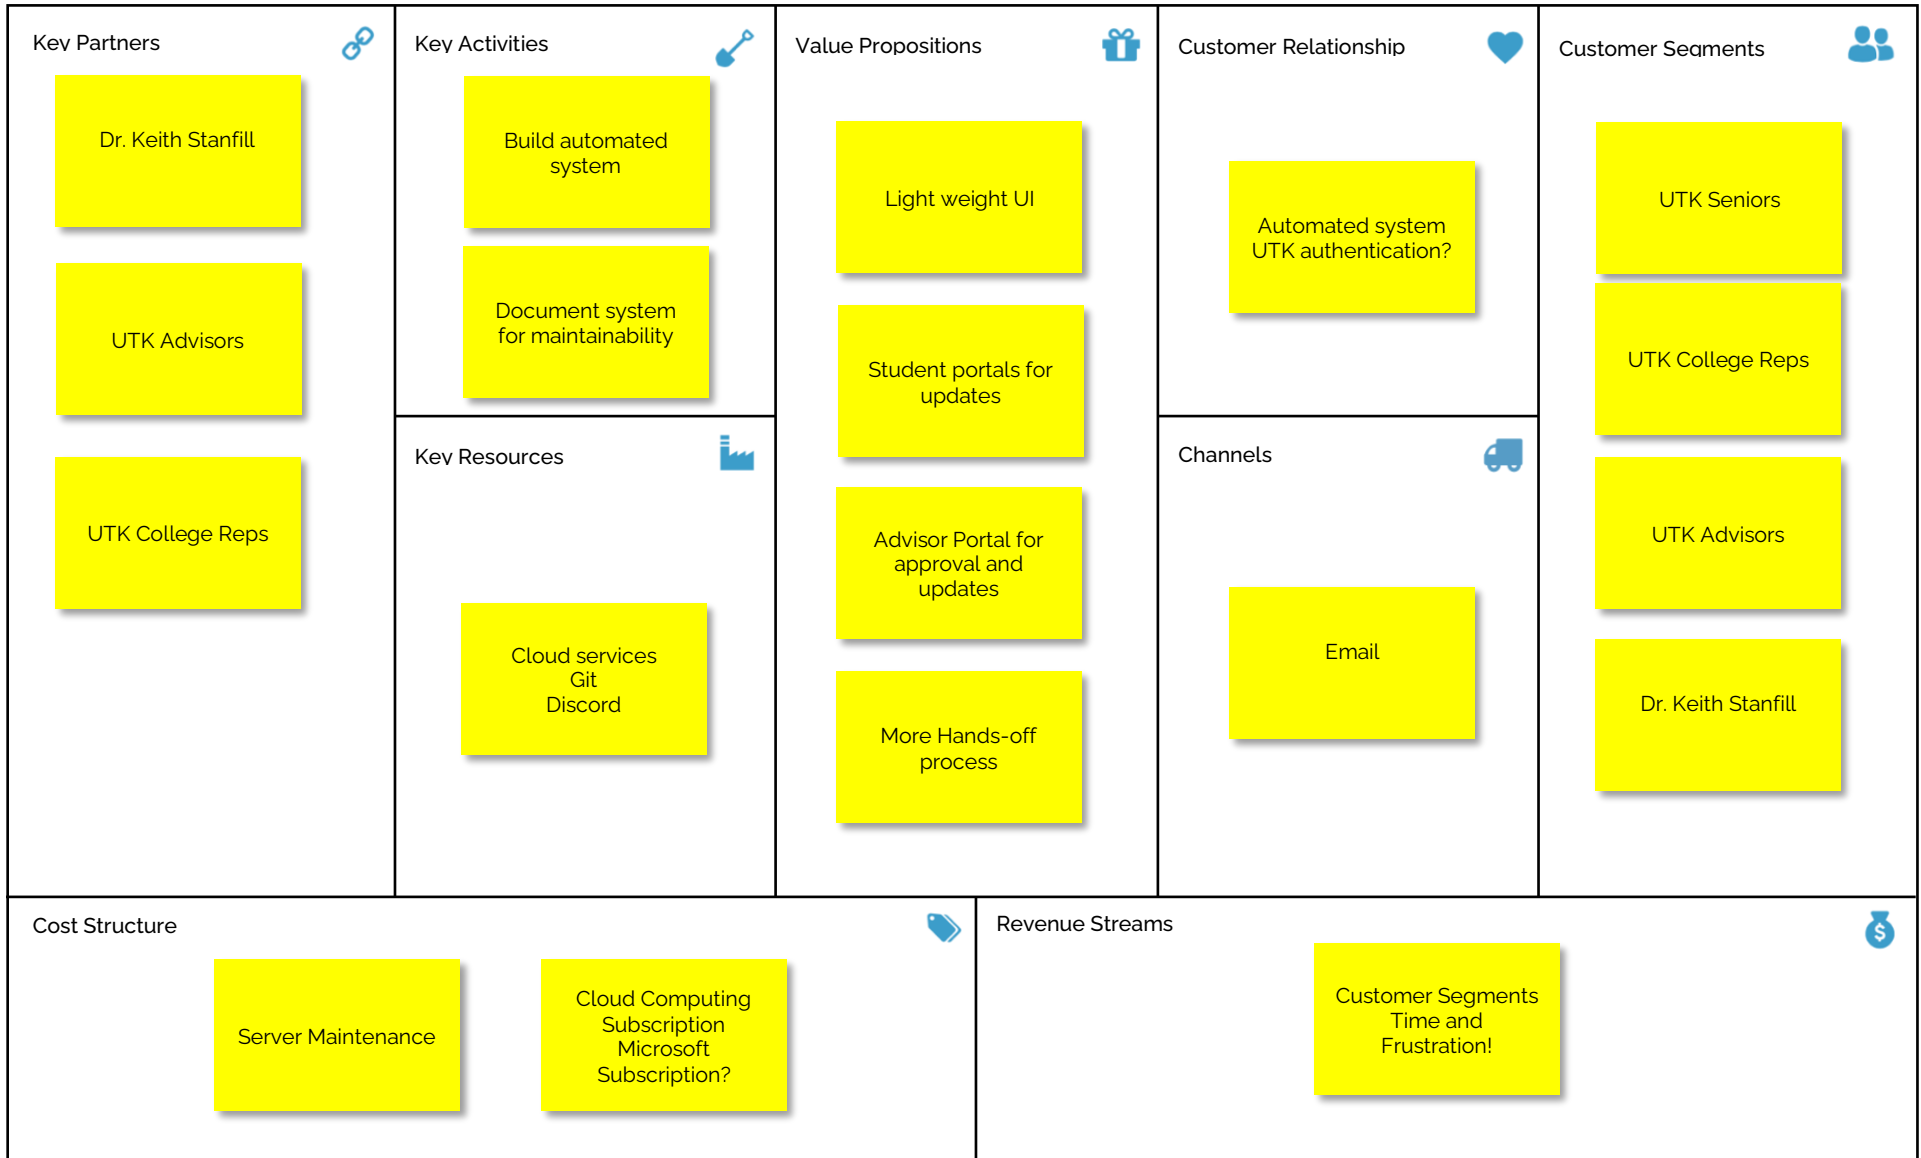 Key Partners
Dr. Keith Stanfill
UTK Advisors
UTK College Reps
Key Activities
Build automated
system
Document system
for maintainability
Key Resources
Cloud services
Git
Discord
Value Propositions
Light weight UI
Student portals for
updates
Advisor Portal for
approval and
updates
More Hands-off
process
Customer Relationship
Automated system
UTK authentication?
Channels
Email
Customer Segments
UTK Seniors
UTK College Reps
UTK Advisors
Dr. Keith Stanfill
Cost Structure
Server Maintenance
Cloud Computing
Subscription
Microsoft
Subscription?
Revenue Streams
Customer Segments
Time and
Frustration!